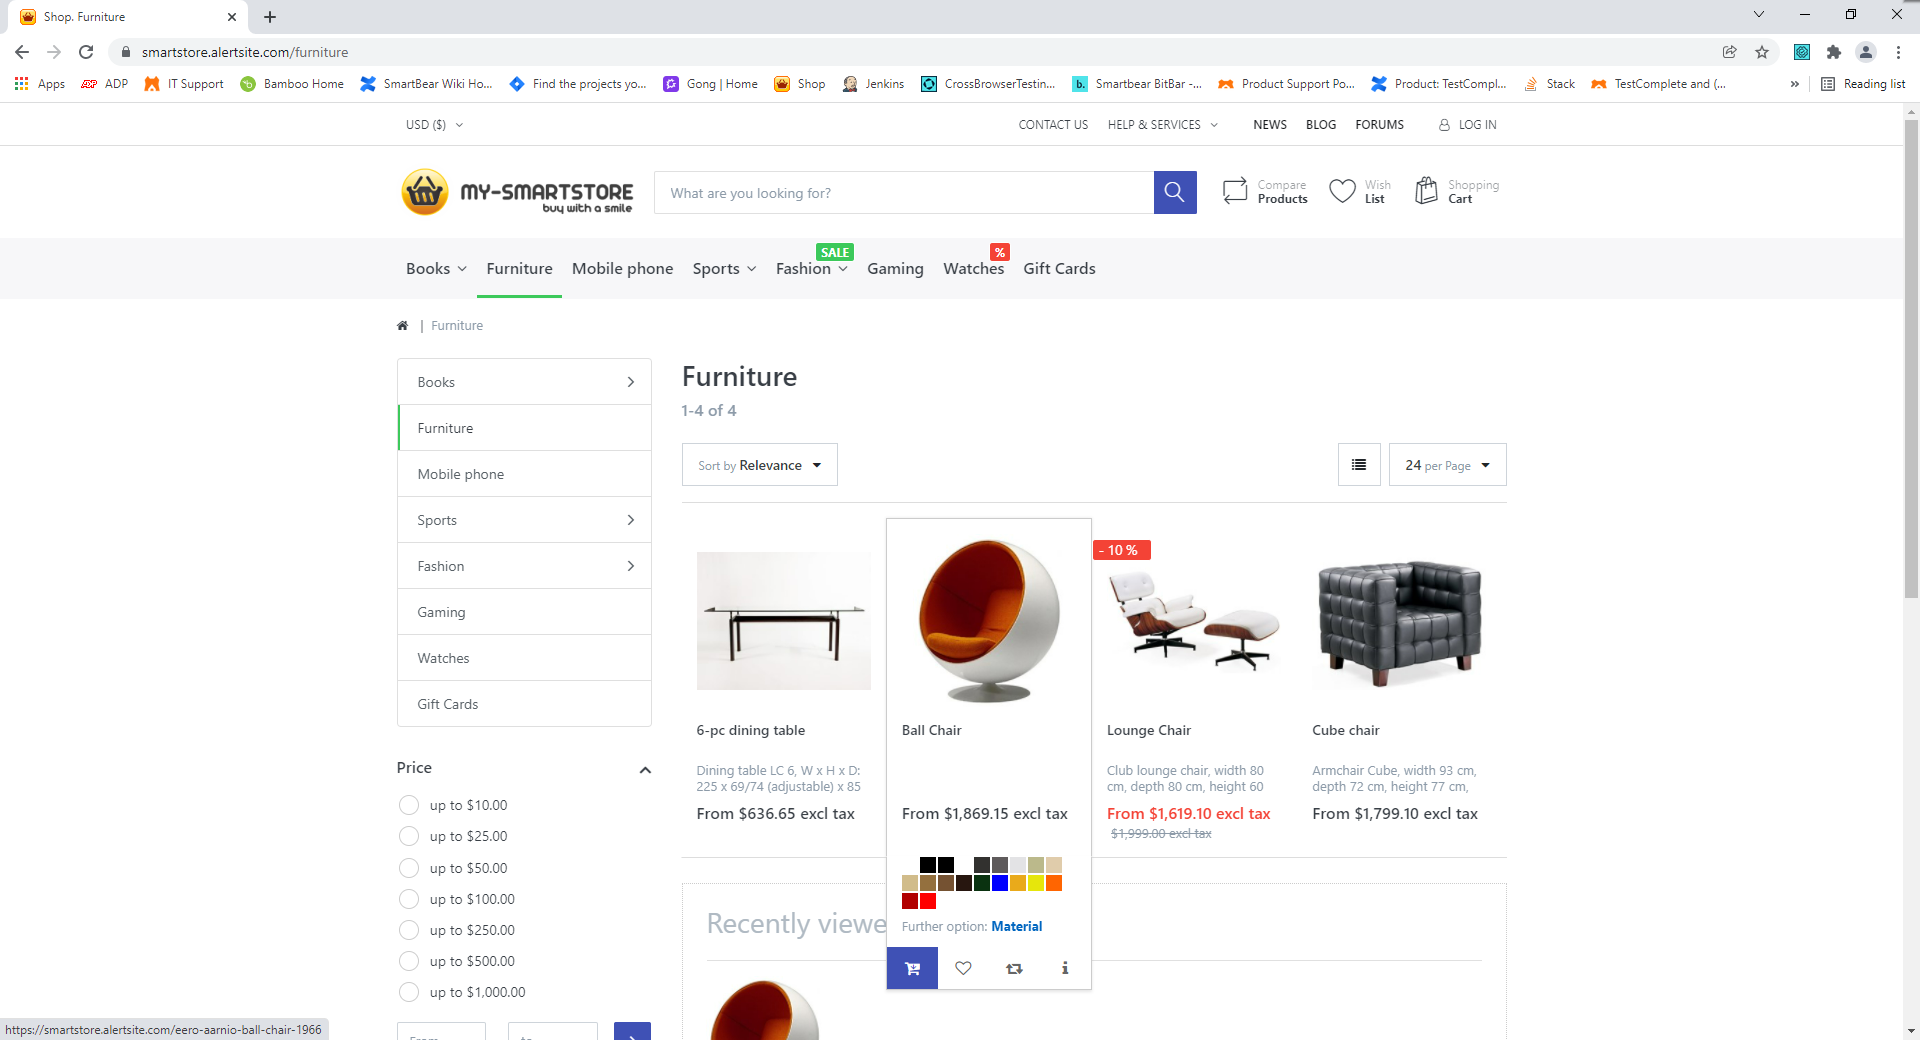 Shop. Furniture
smartstore.alertsite.com/furniture
Apps ADP IT Support Bamboo Home SmartBear Wiki Ho... Find the projects yo... Gong | Home Shop Jenkins CrossBrowserTestin... Smartbear BitBar -... Product Support Po... Product: TestCompl... Stack TestComplete and (... » Reading list
USD ($) CONTACT US HELP & SERVICES NEWS BLOG FORUMS LOG IN
MY-SMARTSTORE
buy with a smile
What are you looking for?
Compare
Products
Wish
List
Shopping
Cart
SALE %
Books Furniture Mobile phone Sports Fashion Gaming Watches Gift Cards
| Furniture
Books
Furniture
Mobile phone
Sports
Fashion
Gaming
Watches
Gift Cards
Price
up to $10.00
up to $25.00
up to $50.00
up to $100.00
up to $250.00
up to $500.00
up to $1,000.00
From to
Furniture
1-4 of 4
Sort by Relevance
24 per Page
6-pc dining table
Dining table LC 6, W x H x D:
225 x 69/74 (adjustable) x 85
From $636.65 excl tax
Ball Chair
From $1,869.15 excl tax
Further option: Material
- 10 %
Lounge Chair
Club lounge chair, width 80
cm, depth 80 cm, height 60
From $1,619.10 excl tax
$1,999.00 excl tax
Cube chair
Armchair Cube, width 93 cm,
depth 72 cm, height 77 cm,
From $1,799.10 excl tax
Recently viewe
https://smartstore.alertsite.com/eero-aarnio-ball-chair-1966